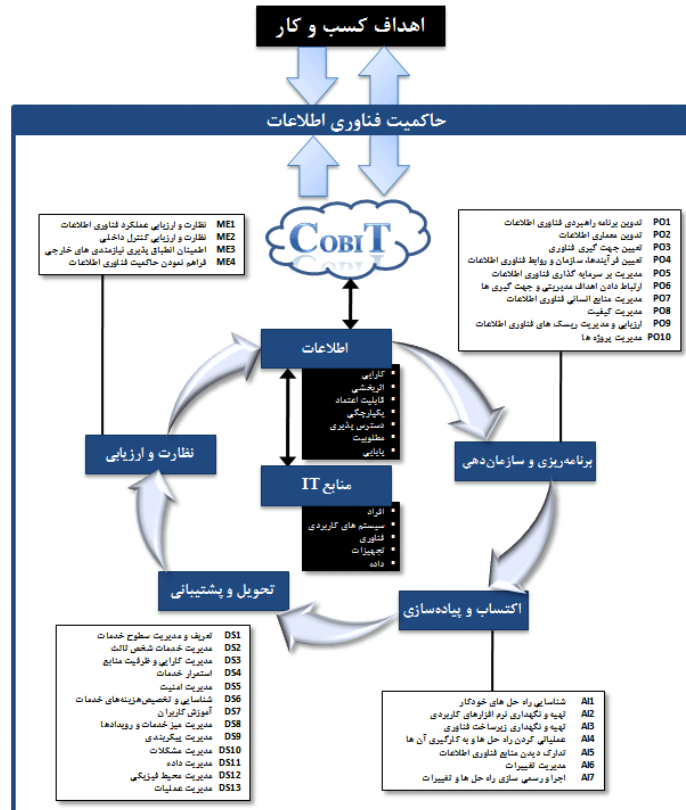 اهداف کسب و کار
حاکمیت فناوری اطلاعات
COBIT
PO1 تدوین برنامه راهبردی فناوری اطلاعات
PO2 تدوین معماری اطلاعات
PO3 تعیین جهت گیری فناوری
PO4 تعیین فرآیندها، سازمان و روابط فناوری اطلاعات
PO5 مدیریت بر سرمایه گذاری فناوری اطلاعات
PO6 ارتباط دادن اهداف مدیریتی و جهت گیری ها
PO7 مدیریت منابع انسانی فناوری اطلاعات
PO8 مدیریت کیفیت
PO9 ارزیابی و مدیریت ریسک های فناوری اطلاعات
PO10 مدیریت پروژه ها
ME1 نظارت و ارزیابی عملکرد فناوری اطلاعات
ME2 نظارت و ارزیابی کنترل داخلی
ME3 اطمینان انطباق پذیری نیازمندی های خارجی
ME4 فراهم نمودن حاکمیت فناوری اطلاعات
اطلاعات
▪ کارایی
▪ اثربخشی
▪ قابلیت اعتماد
▪ یکپارچگی
▪ دسترس پذیری
▪ مطلوبیت
▪ پایایی
برنامه‌ریزی و سازمان‌دهی
نظارت و ارزیابی
منابع IT
▪ افراد
▪ سیستم های کاربردی
▪ فناوری
▪ تجهیزات
▪ داده
تحویل و پشتیبانی
اکتساب و پیاده‌سازی
DS1 تعریف و مدیریت سطوح خدمات
DS2 مدیریت خدمات شخص ثالث
DS3 مدیریت کارایی و ظرفیت منابع
DS4 استمرار خدمات
DS5 مدیریت امنیت
DS6 شناسایی و تخصیص هزینه‌های خدمات
DS7 آموزش کاربران
DS8 مدیریت میز خدمات و رویدادها
DS9 مدیریت پیکربندی
DS10 مدیریت مشکلات
DS11 مدیریت داده
DS12 مدیریت محیط فیزیکی
DS13 مدیریت عملیات
AI1 شناسایی راه حل های خودکار
AI2 تهیه و نگهداری نرم افزارهای کاربردی
AI3 تهیه و نگهداری زیرساخت فناوری
AI4 عملیاتی کردن راه حل ها و به کارگیری آن ها
AI5 تدارک دیدن منابع فناوری اطلاعات
AI6 مدیریت تغییرات
AI7 اجرا و رسمی سازی راه حل ها و تغییرات